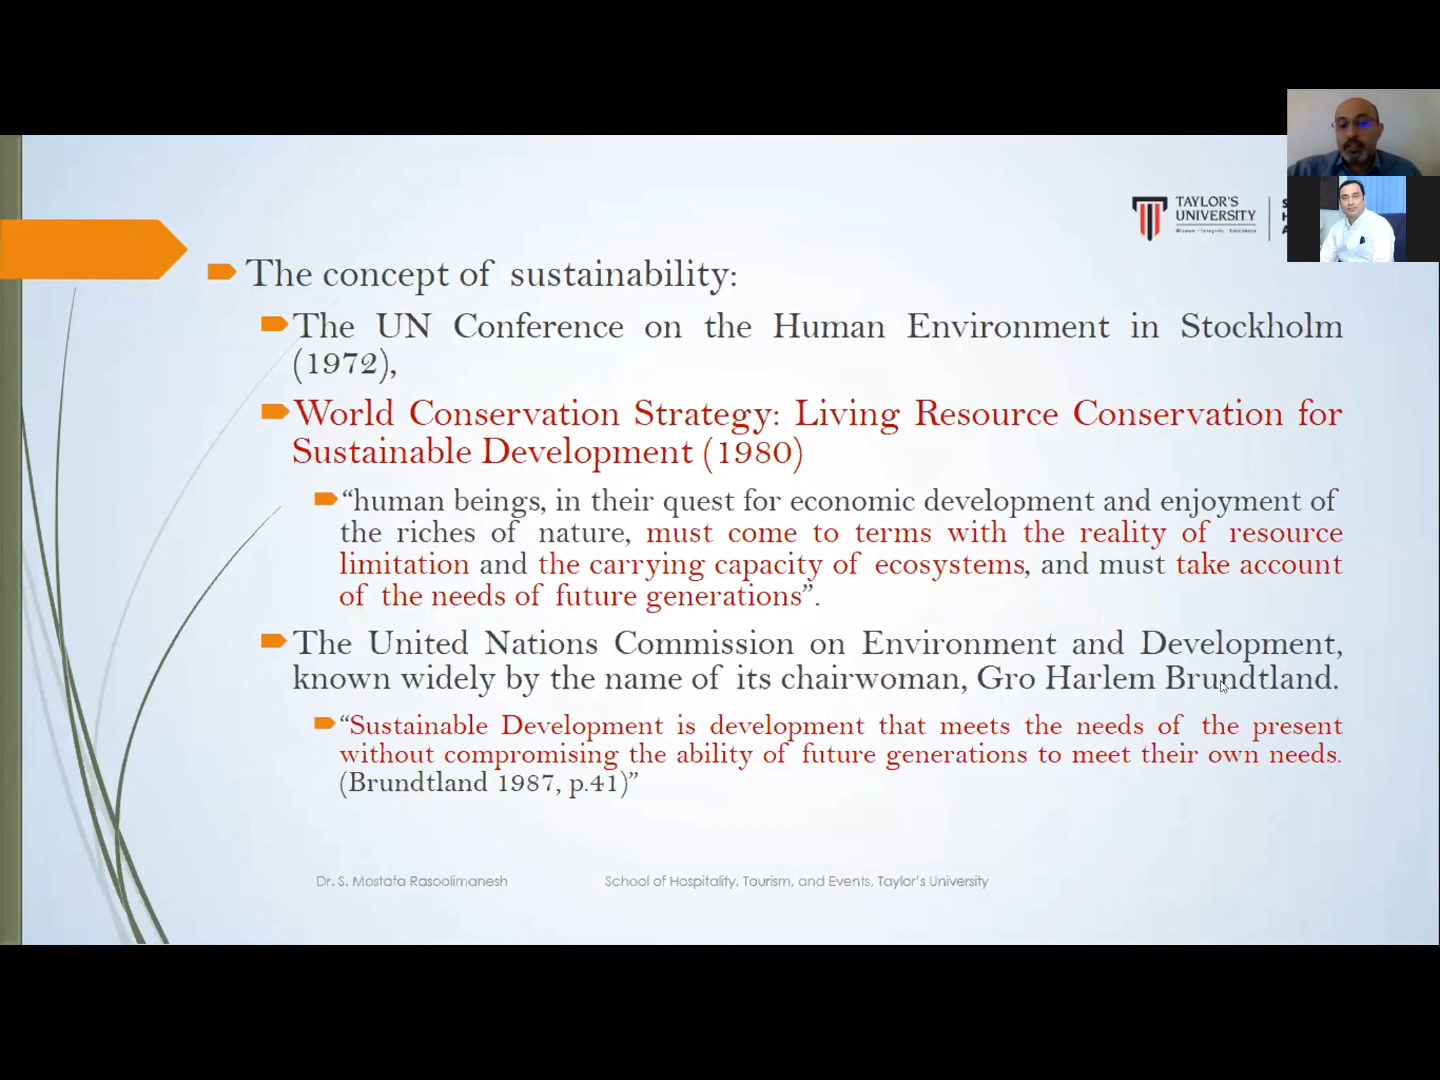 TAYLOR'S
UNIVERSITY
Wisdom · Integrity · Excellence
The concept of sustainability:
The UN Conference on the Human Environment in Stockholm
(1972),
World Conservation Strategy: Living Resource Conservation for
Sustainable Development (1980)
“human beings, in their quest for economic development and enjoyment of
the riches of nature, must come to terms with the reality of resource
limitation and the carrying capacity of ecosystems, and must take account
of the needs of future generations”.
The United Nations Commission on Environment and Development,
known widely by the name of its chairwoman, Gro Harlem Brundtland.
“Sustainable Development is development that meets the needs of the present
without compromising the ability of future generations to meet their own needs.
(Brundtland 1987, p.41)”
Dr. S. Mostafa Rasoolimanesh
School of Hospitality, Tourism, and Events, Taylor's University